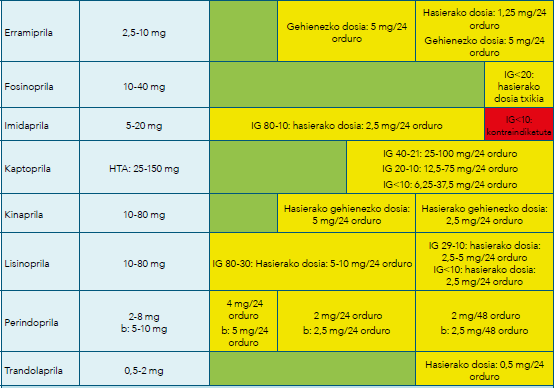 Erramiprila
2,5-10 mg
Gehienezko dosia: 5 mg/24
orduro
Hasierako dosia: 1,25 mg/24
orduro
Gehienezko dosia: 5 mg/24
orduro
Fosinoprila
10-40 mg
IG<20:
hasierako
dosia txikia
Imidaprila
5-20 mg
IG 80-10: hasierako dosia: 2,5 mg/24 orduro
IG<10:
kontraindikatuta
Kaptoprila
HTA: 25-150 mg
IG 40-21: 25-100 mg/24 orduro
IG 20-10: 12,5-75 mg/24 orduro
IG<10: 6,25-37,5 mg/24 orduro
Kinaprila
10-80 mg
Hasierako gehienezko dosia:
5 mg/24 orduro
Hasierako gehienezko dosia:
2,5 mg/24 orduro
Lisinoprila
10-80 mg
IG 80-30: Hasierako dosia: 5-10 mg/24 orduro
IG 29-10: hasierako dosia:
2,5-5 mg/24 orduro
IG<10: hasierako dosia:
2,5 mg/24 orduro
Perindoprila
2-8 mg
b: 5-10 mg
4 mg/24
orduro
b: 5 mg/24
orduro
2 mg/24 orduro
b: 2,5 mg/24 orduro
2 mg/48 orduro
b: 2,5 mg/48 orduro
Trandolaprila
0,5-2 mg
Hasierako dosia: 0,5 mg/24
orduro